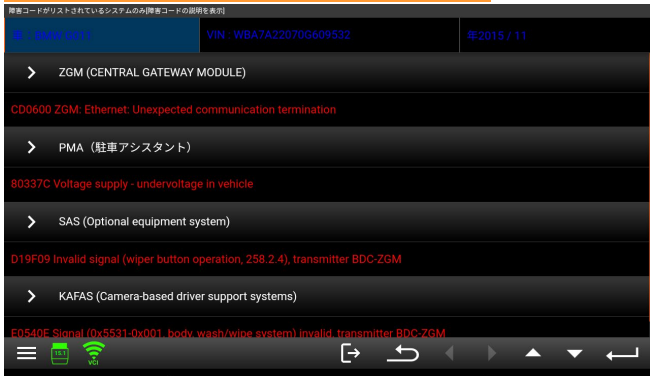 障害コードがリストされているシステムのみ[障害コードの説明を表示]
車：BMW G011
VIN : WBA7A22070G609532
年2015 / 11
ZGM (CENTRAL GATEWAY MODULE)
CD0600 ZGM: Ethernet: Unexpected communication termination
PMA（駐車アシスタント）
80337C Voltage supply - undervoltage in vehicle
SAS (Optional equipment system)
D19F09 Invalid signal (wiper button operation, 258.2.4), transmitter BDC-ZGM
KAFAS (Camera-based driver support systems)
E0540E Signal (0x5531-0x001, body, wash/wipe system) invalid, transmitter BDC-ZGM
15.1
VCI